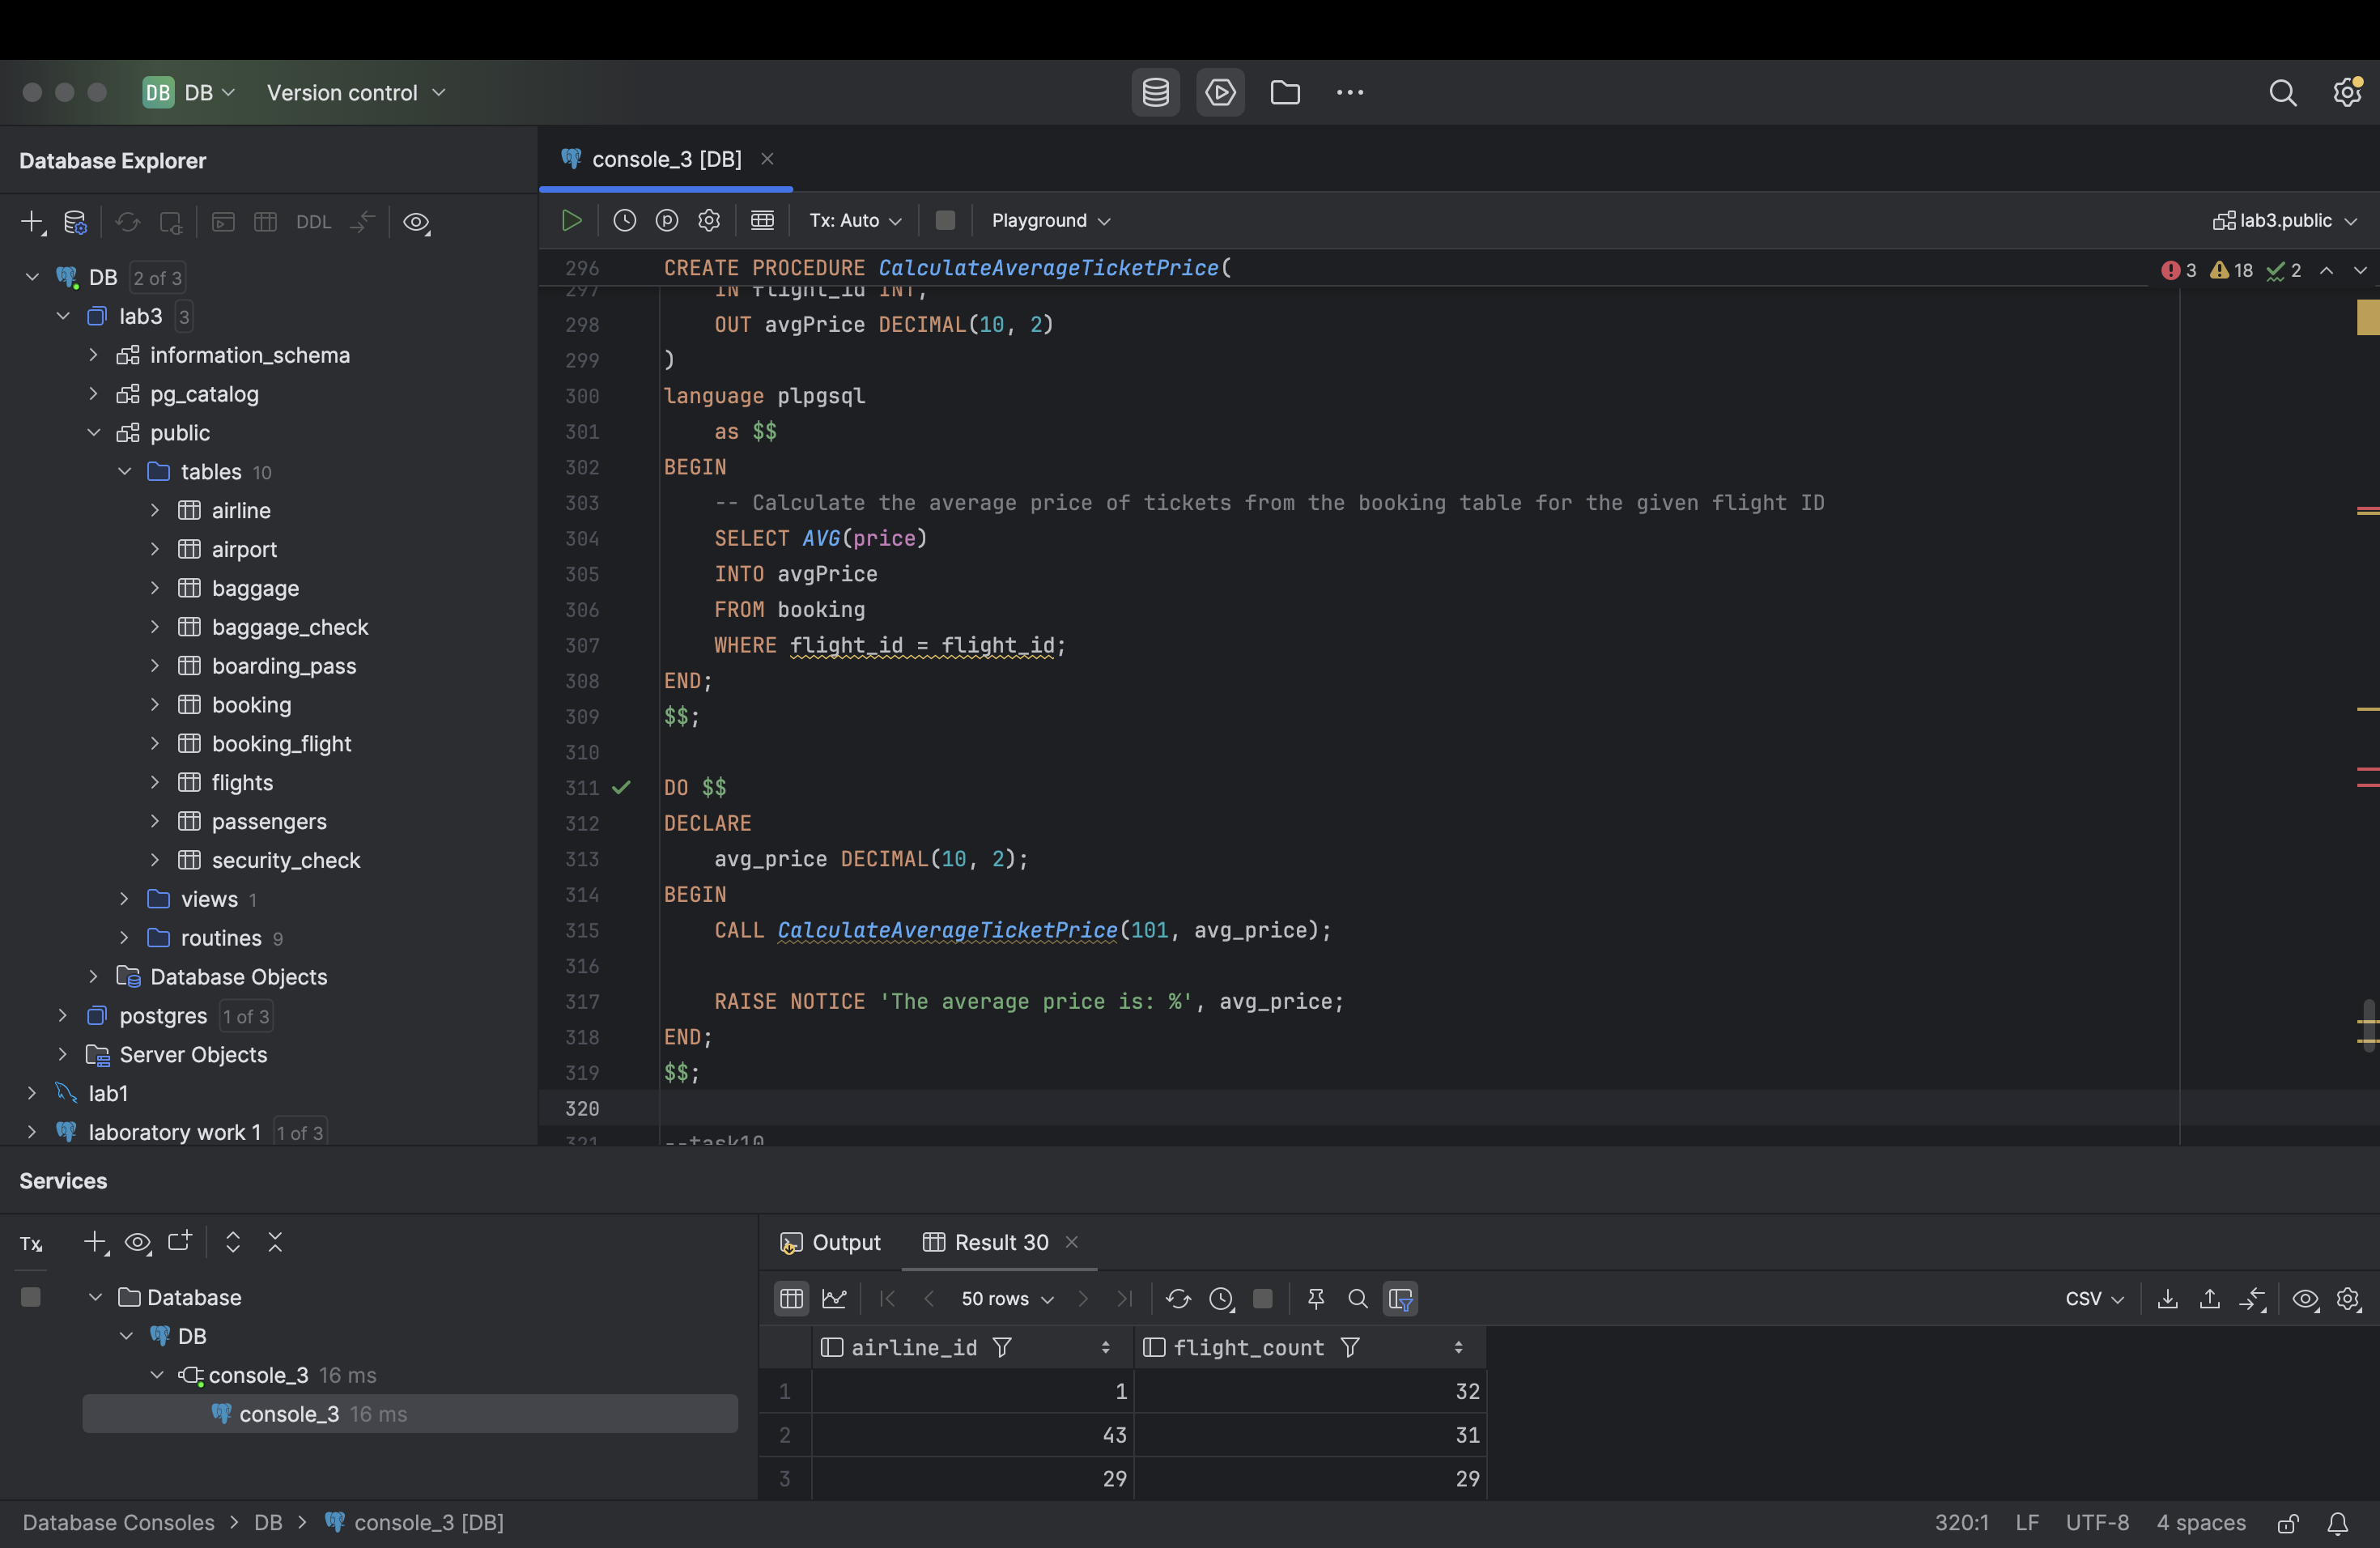 DB DB Version control
Database Explorer
console_3 [DB]
DDL
Tx: Auto Playground lab3.public
DB 2 of 3
lab3 3
information_schema
pg_catalog
public
tables 10
airline
airport
baggage
baggage_check
boarding_pass
booking
booking_flight
flights
passengers
security_check
views 1
routines 9
Database Objects
postgres 1 of 3
Server Objects
lab1
laboratory work 1 1 of 3
296 CREATE PROCEDURE CalculateAverageTicketPrice( 3 18 2
297 IN flight_id INT,
298 OUT avgPrice DECIMAL(10, 2)
299 )
300 language plpgsql
301 as $$
302 BEGIN
303 -- Calculate the average price of tickets from the booking table for the given flight ID
304 SELECT AVG(price)
305 INTO avgPrice
306 FROM booking
307 WHERE flight_id = flight_id;
308 END;
309 $$;
310
311 DO $$
312 DECLARE
313 avg_price DECIMAL(10, 2);
314 BEGIN
315 CALL CalculateAverageTicketPrice(101, avg_price);
316
317 RAISE NOTICE 'The average price is: %', avg_price;
318 END;
319 $$;
320
321 --task10
Services
Tx
Database
DB
console_3 16 ms
console_3 16 ms
Output Result 30
50 rows CSV
airline_id flight_count
1 1 32
2 43 31
3 29 29
Database Consoles > DB > console_3 [DB]
320:1 LF UTF-8 4 spaces